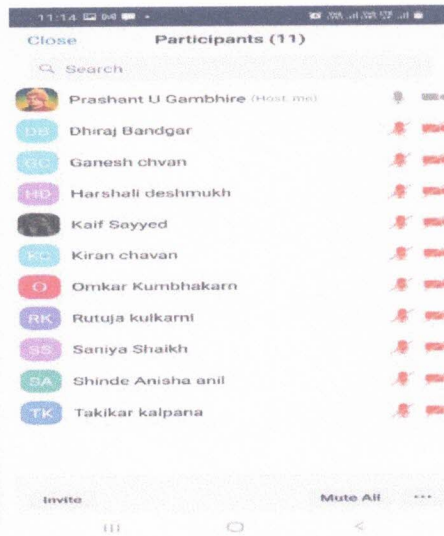 11:14
Close Participants (11)
Search
Prashant U Gambhire (Host, me)
DB Dhiraj Bandgar
GC Ganesh chvan
HD Harshali deshmukh
Kaif Sayyed
KC Kiran chavan
O Omkar Kumbhakarn
RK Rutuja kulkarni
SS Saniya Shaikh
SA Shinde Anisha anil
TK Takikar kalpana
Invite Mute All ...